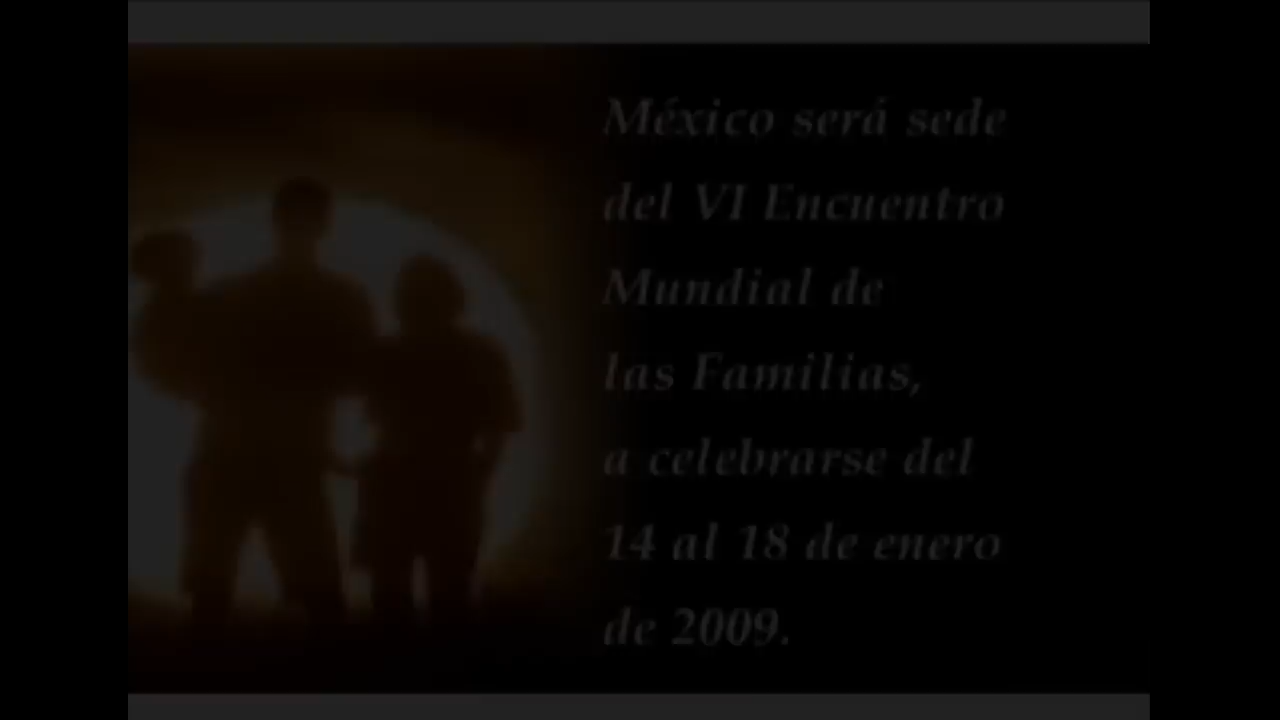 México será sede
del VI Encuentro
Mundial de
las Familias,
a celebrarse del
14 al 18 de enero
de 2009.